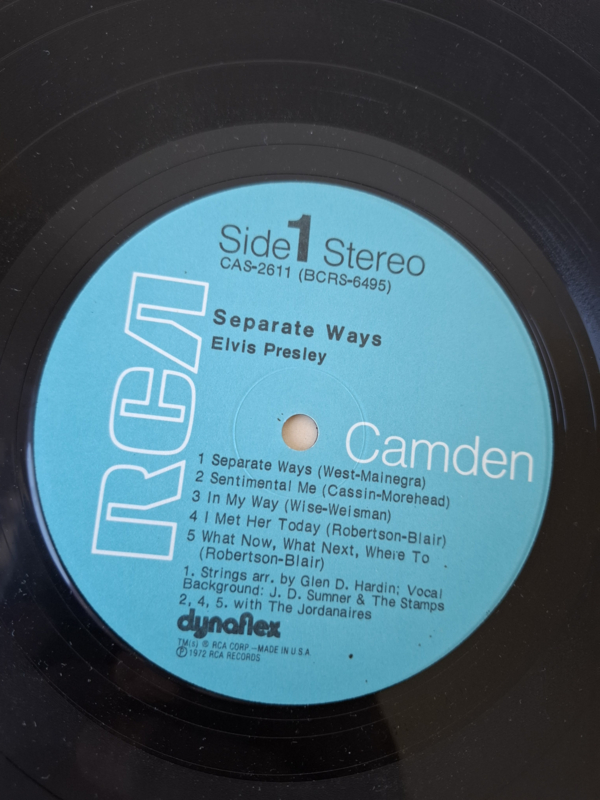 Side 1 Stereo
CAS-2611 (BCRS-6495)
Separate Ways
Elvis Presley
RCA
Camden
1 Separate Ways (West-Mainegra)
2 Sentimental Me (Cassin-Morehead)
3 In My Way (Wise-Weisman)
4 I Met Her Today (Robertson-Blair)
5 What Now, What Next, Where To
(Robertson-Blair)
1. Strings arr. by Glen D. Hardin; Vocal
Background: J. D. Sumner & The Stamps
2, 4, 5. with The Jordanaires
dynaflex
TM(s) ® RCA CORP.-MADE IN U.S.A
℗ 1972 RCA RECORDS